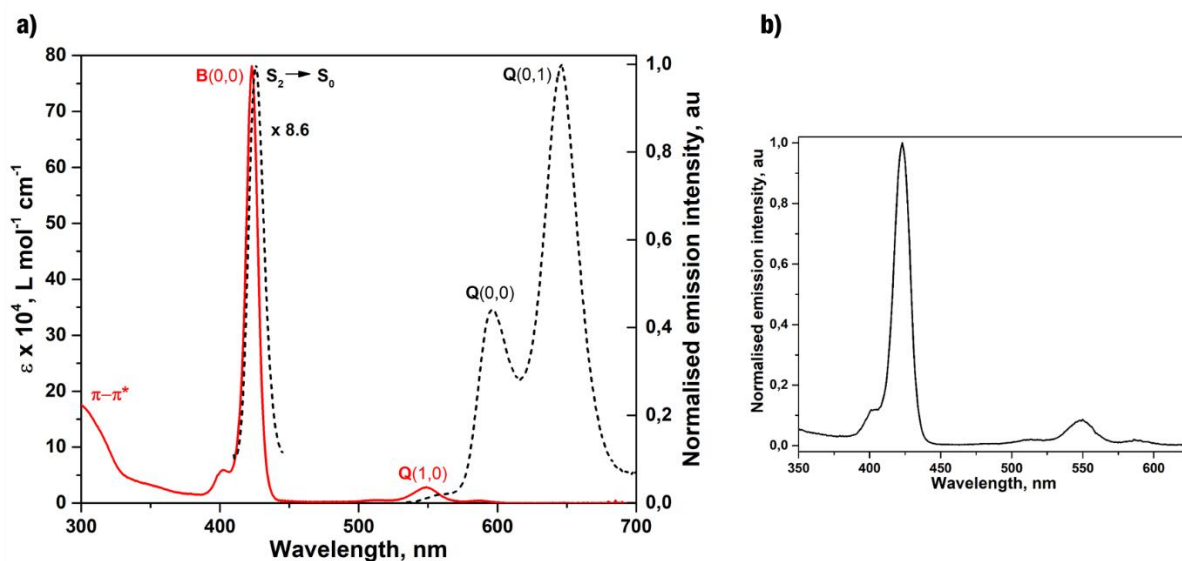 a)
B(0,0)
S2 → S0
x 8.6
Q(0,1)
Q(0,0)
π–π*
Q(1,0)
80
70
60
50
40
30
20
10
0
ε x 10⁴, L mol⁻¹ cm⁻¹
1,0
0,8
0,6
0,4
0,2
0,0
Normalised emission intensity, au
300 400 500 600 700
Wavelength, nm
b)
1,0
0,8
0,6
0,4
0,2
0,0
Normalised emission intensity, au
350 400 450 500 550 600
Wavelength, nm